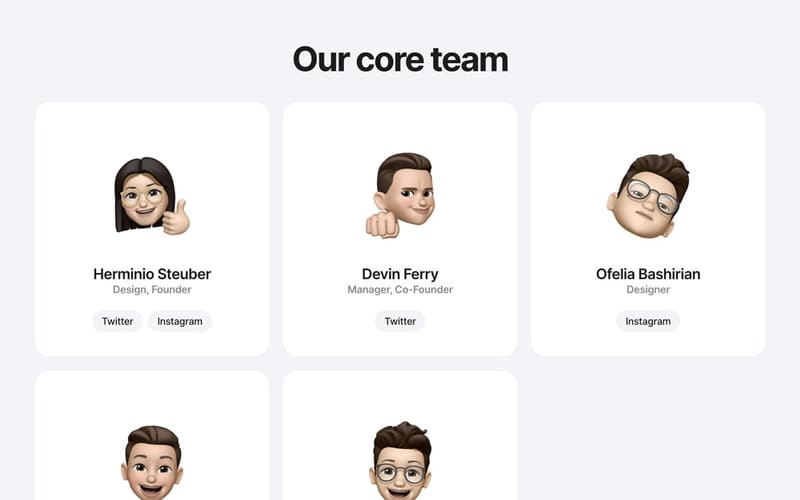 Our core team
Herminio Steuber
Design, Founder
Twitter
Instagram
Devin Ferry
Manager, Co-Founder
Twitter
Ofelia Bashirian
Designer
Instagram